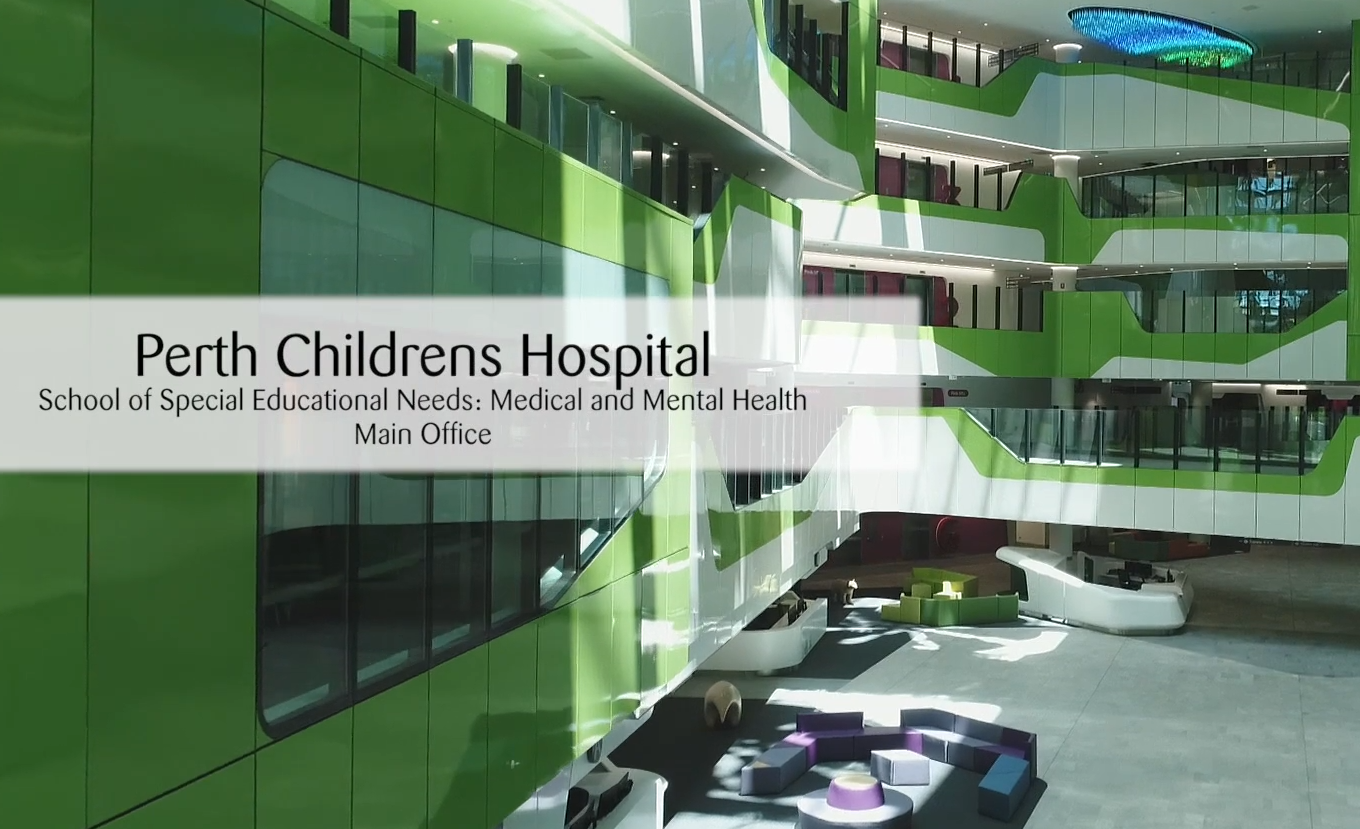 Perth Childrens Hospital
School of Special Educational Needs: Medical and Mental Health
Main Office